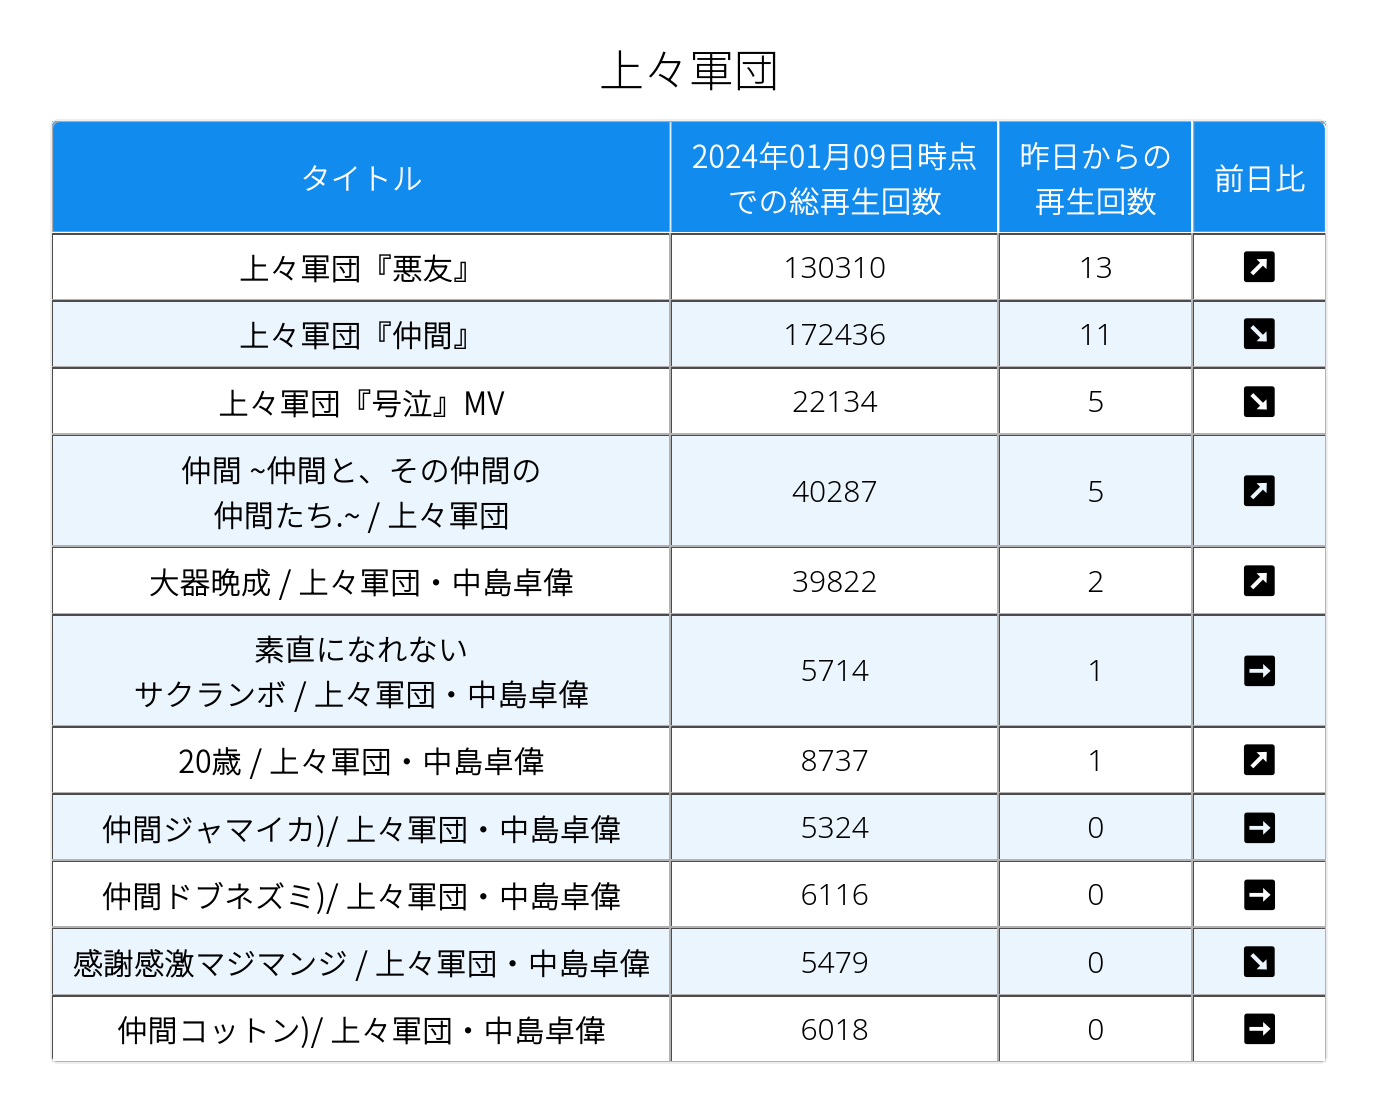 上々軍団
タイトル
2024年01月09日時点
での総再生回数
昨日からの
再生回数
前日比
上々軍団『悪友』 130310 13 ↗
上々軍団『仲間』 172436 11 ↘
上々軍団『号泣』MV 22134 5 ↘
仲間 ~仲間と、その仲間の
仲間たち.~ / 上々軍団 40287 5 ↗
大器晩成 / 上々軍団・中島卓偉 39822 2 ↗
素直になれない
サクランボ / 上々軍団・中島卓偉 5714 1 →
20歳 / 上々軍団・中島卓偉 8737 1 ↗
仲間ジャマイカ)/ 上々軍団・中島卓偉 5324 0 →
仲間ドブネズミ)/ 上々軍団・中島卓偉 6116 0 →
感謝感激マジマンジ / 上々軍団・中島卓偉 5479 0 ↘
仲間コットン)/ 上々軍団・中島卓偉 6018 0 →